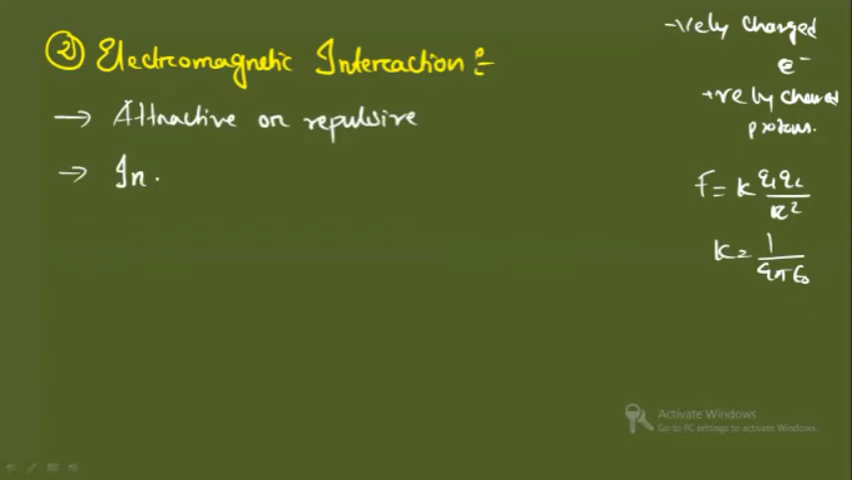 ② Electromagnetic Interaction :-
→ Attractive or repulsive
→ In.
-vely charged
e⁻
+vely charged
protons.
F = K q₁q₂ / r²
K = 1 / 4πε₀
Activate Windows
Go to PC settings to activate Windows.